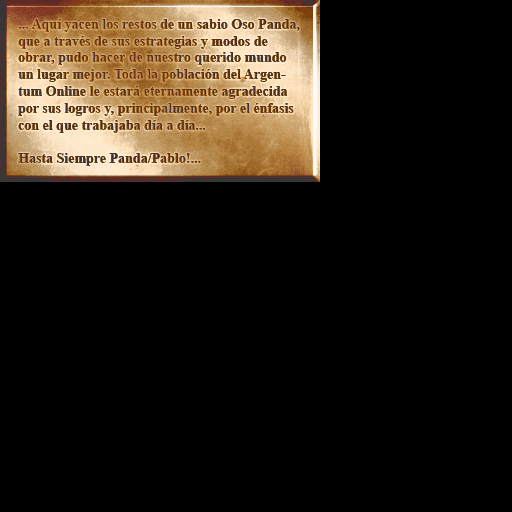 ... Aquí yacen los restos de un sabio Oso Panda,
que a través de sus estrategias y modos de
obrar, pudo hacer de nuestro querido mundo
un lugar mejor. Toda la población del Argen-
tum Online le estará eternamente agradecida
por sus logros y, principalmente, por el énfasis
con el que trabajaba día a día...
Hasta Siempre Panda/Pablo!...